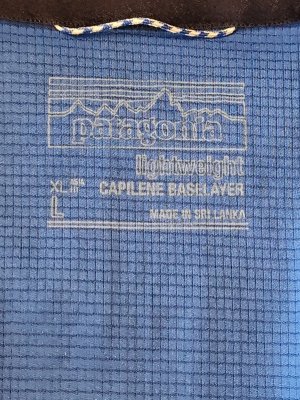 patagonia
lightweight
CAPILENE BASELAYER
XL
L
MADE IN SRI LANKA